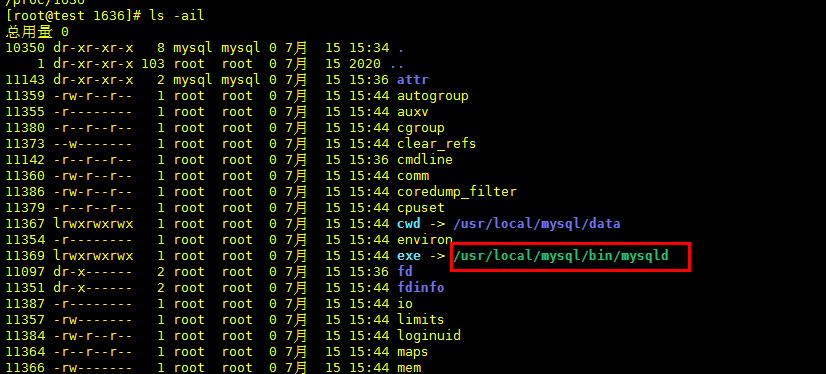 /proc/1636
[root@test 1636]# ls -ail
总用量 0
10350 dr-xr-xr-x   8 mysql mysql 0 7月  15 15:34 .
    1 dr-xr-xr-x 103 root  root  0 7月  15 2020 ..
11143 dr-xr-xr-x   2 mysql mysql 0 7月  15 15:36 attr
11359 -rw-r--r--   1 root  root  0 7月  15 15:44 autogroup
11355 -r--------   1 root  root  0 7月  15 15:44 auxv
11380 -r--r--r--   1 root  root  0 7月  15 15:44 cgroup
11373 --w-------   1 root  root  0 7月  15 15:44 clear_refs
11142 -r--r--r--   1 root  root  0 7月  15 15:36 cmdline
11360 -rw-r--r--   1 root  root  0 7月  15 15:44 comm
11386 -rw-r--r--   1 root  root  0 7月  15 15:44 coredump_filter
11379 -r--r--r--   1 root  root  0 7月  15 15:44 cpuset
11367 lrwxrwxrwx   1 root  root  0 7月  15 15:44 cwd -> /usr/local/mysql/data
11354 -r--------   1 root  root  0 7月  15 15:44 environ
11369 lrwxrwxrwx   1 root  root  0 7月  15 15:44 exe -> /usr/local/mysql/bin/mysqld
11097 dr-x------   2 root  root  0 7月  15 15:36 fd
11351 dr-x------   2 root  root  0 7月  15 15:44 fdinfo
11387 -r--------   1 root  root  0 7月  15 15:44 io
11357 -rw-------   1 root  root  0 7月  15 15:44 limits
11384 -rw-r--r--   1 root  root  0 7月  15 15:44 loginuid
11364 -r--r--r--   1 root  root  0 7月  15 15:44 maps
11366 -rw-------   1 root  root  0 7月  15 15:44 mem